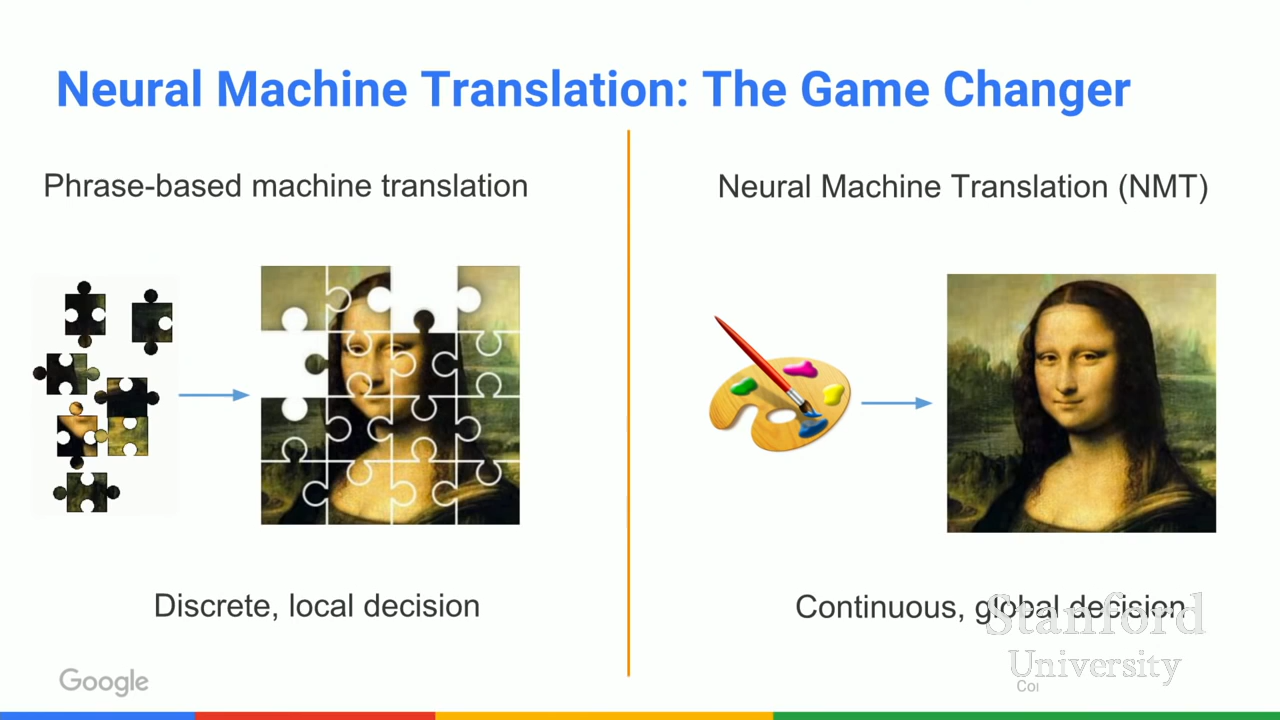 Neural Machine Translation: The Game Changer
Phrase-based machine translation
Neural Machine Translation (NMT)
Discrete, local decision
Continuous, global decision
Stanford
University
Google